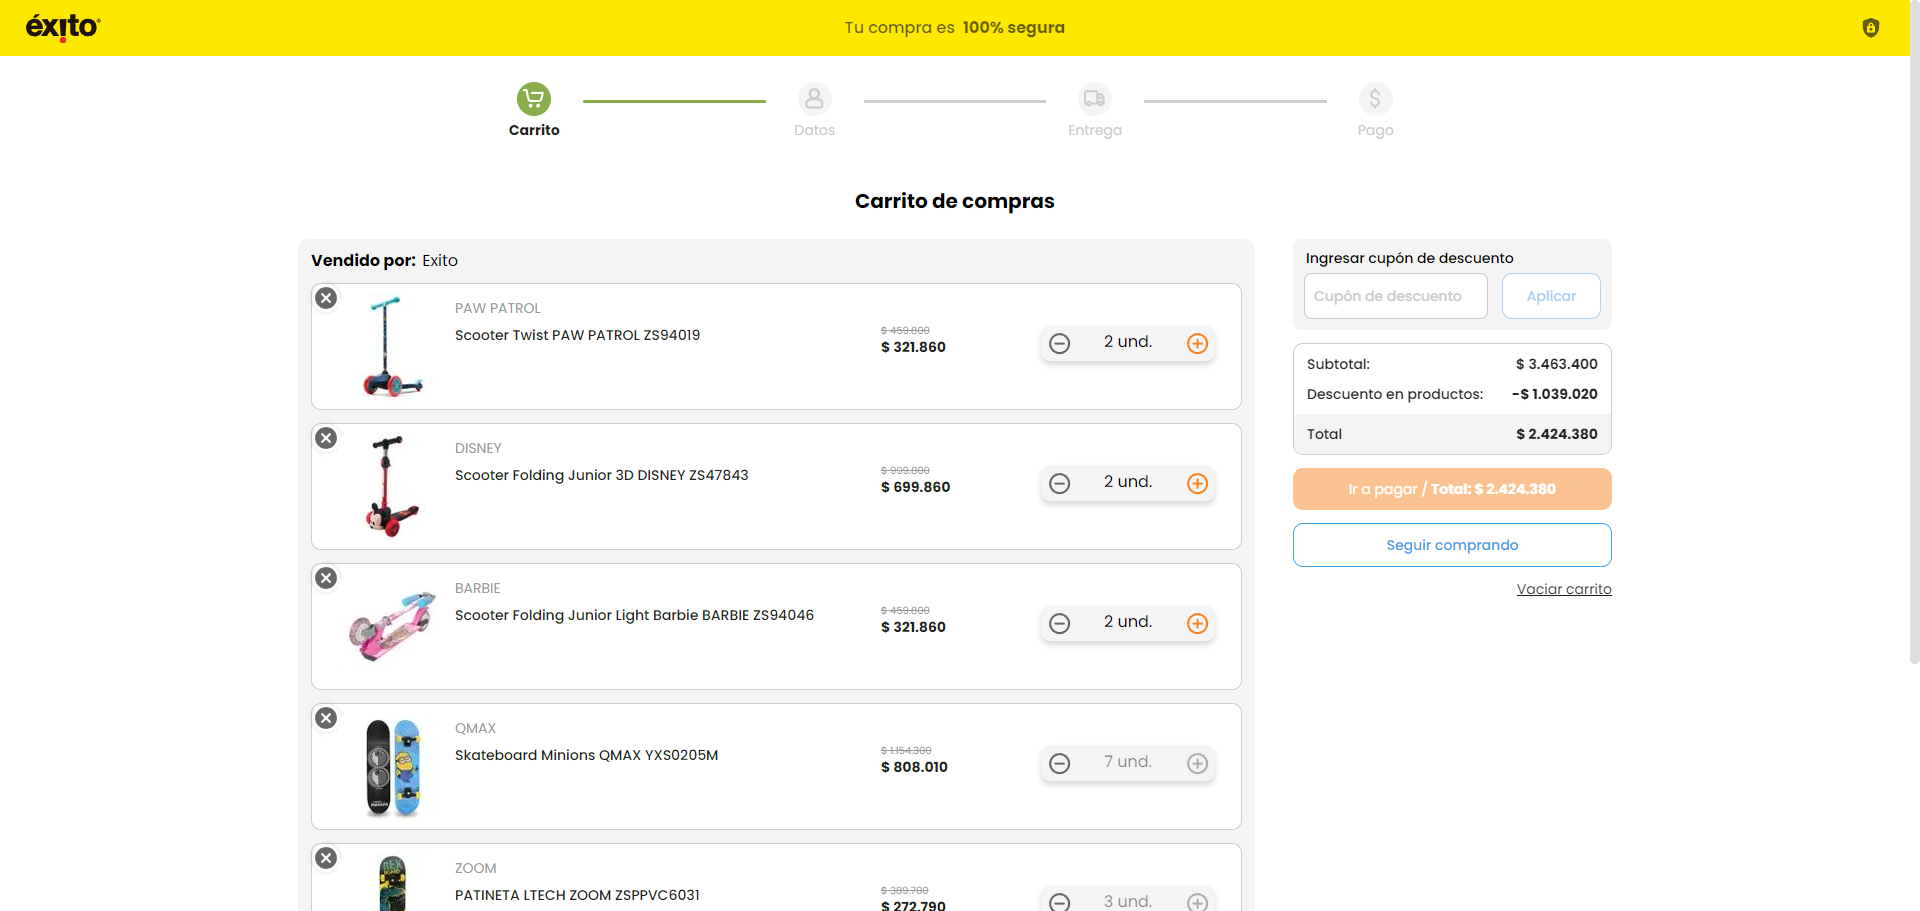 éxito
Tu compra es 100% segura
Carrito
Datos
Entrega
Pago
Carrito de compras
Vendido por: Exito
PAW PATROL
Scooter Twist PAW PATROL ZS94019
$ 459.800
$ 321.860
2 und.
DISNEY
Scooter Folding Junior 3D DISNEY ZS47843
$ 999.800
$ 699.860
2 und.
BARBIE
Scooter Folding Junior Light Barbie BARBIE ZS94046
$ 459.800
$ 321.860
2 und.
QMAX
Skateboard Minions QMAX YXS0205M
$ 1.154.300
$ 808.010
7 und.
ZOOM
PATINETA LTECH ZOOM ZSPPVC6031
$ 389.700
$ 272.790
3 und.
Ingresar cupón de descuento
Cupón de descuento
Aplicar
Subtotal: $ 3.463.400
Descuento en productos: -$ 1.039.020
Total $ 2.424.380
Ir a pagar / Total: $ 2.424.380
Seguir comprando
Vaciar carrito